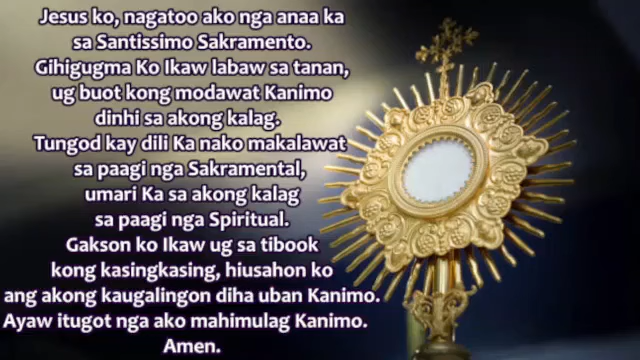 Jesus ko, nagatoo ako nga anaa ka
sa Santissimo Sakramento.
Gihigugma Ko Ikaw labaw sa tanan,
ug buot kong modawat Kanimo
dinhi sa akong kalag.
Tungod kay dili Ka nako makalawat
sa paagi nga Sakramental,
umari Ka sa akong kalag
sa paagi nga Spiritual.
Gakson ko Ikaw ug sa tibook
kong kasingkasing, hiusahon ko
ang akong kaugalingon diha uban Kanimo.
Ayaw itugot nga ako mahimulag Kanimo.
Amen.